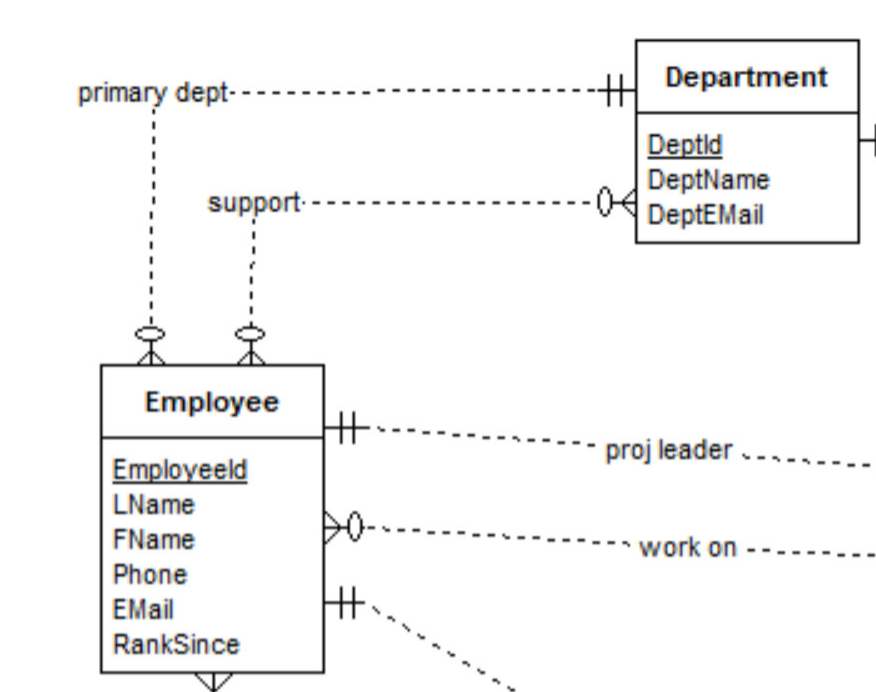 primary dept
Department
DeptId
DeptName
DeptEMail
support
Employee
EmployeeId
LName
FName
Phone
EMail
RankSince
proj leader
work on